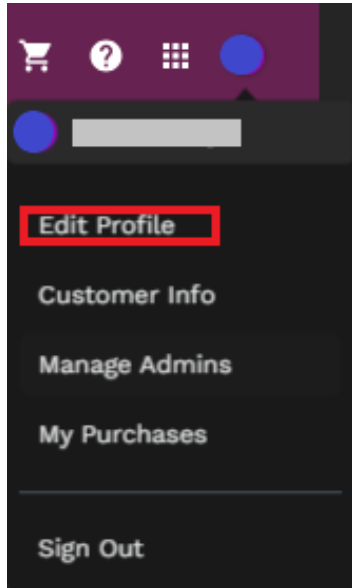 Edit Profile
Customer Info
Manage Admins
My Purchases
Sign Out